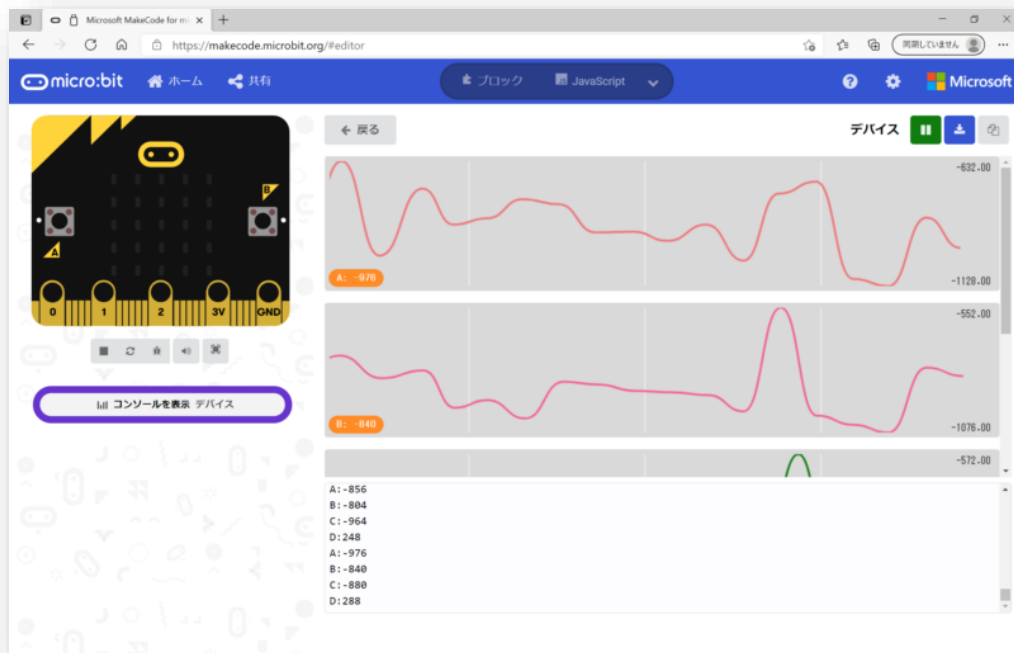 Microsoft MakeCode for mi
https://makecode.microbit.org/#editor
同期していません
micro:bit
ホーム
共有
ブロック
JavaScript
Microsoft
戻る
デバイス
A
B
0
1
2
3V
GND
コンソールを表示 デバイス
-632.00
A: -976
-1128.00
-552.00
B: -840
-1076.00
-572.00
A:-856
B:-804
C:-964
D:248
A:-976
B:-840
C:-880
D:288